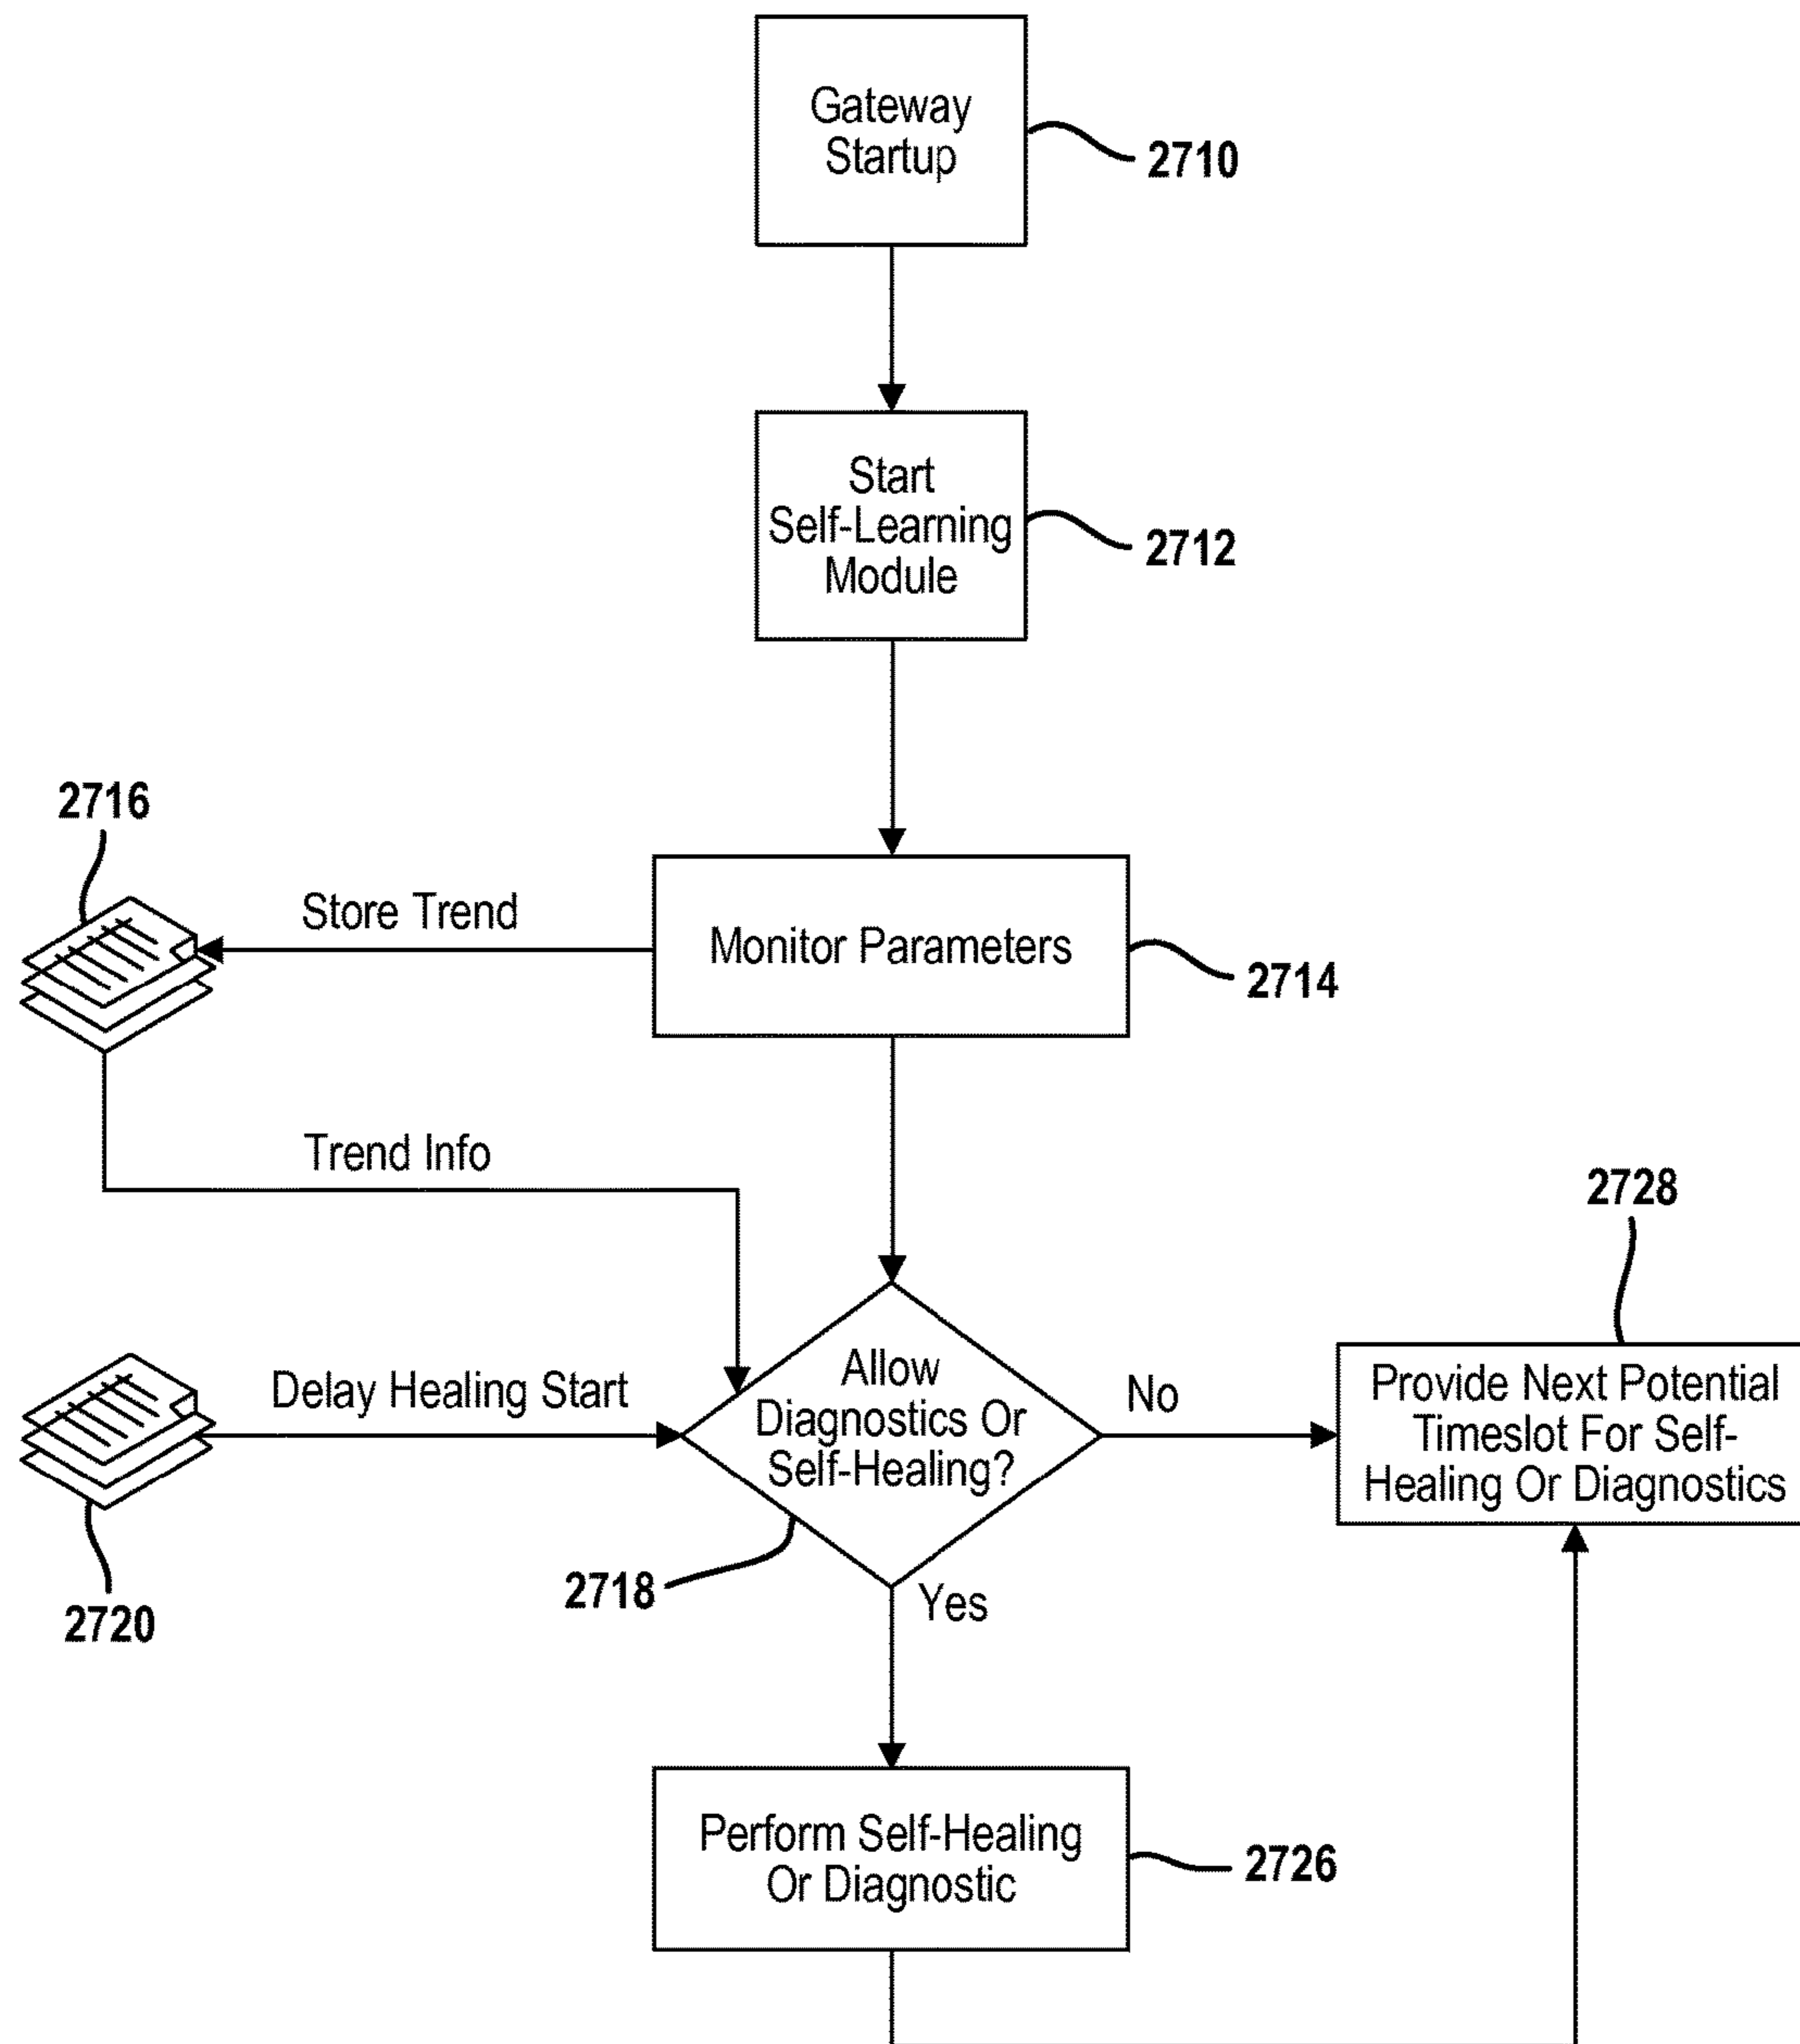 Gateway
Startup
2710
Start
Self-Learning
Module
2712
2716
Store Trend
Monitor Parameters
2714
Trend Info
2728
Delay Healing Start
Allow
Diagnostics Or
Self-Healing?
No
Provide Next Potential
Timeslot For Self-
Healing Or Diagnostics
2720
2718
Yes
Perform Self-Healing
Or Diagnostic
2726